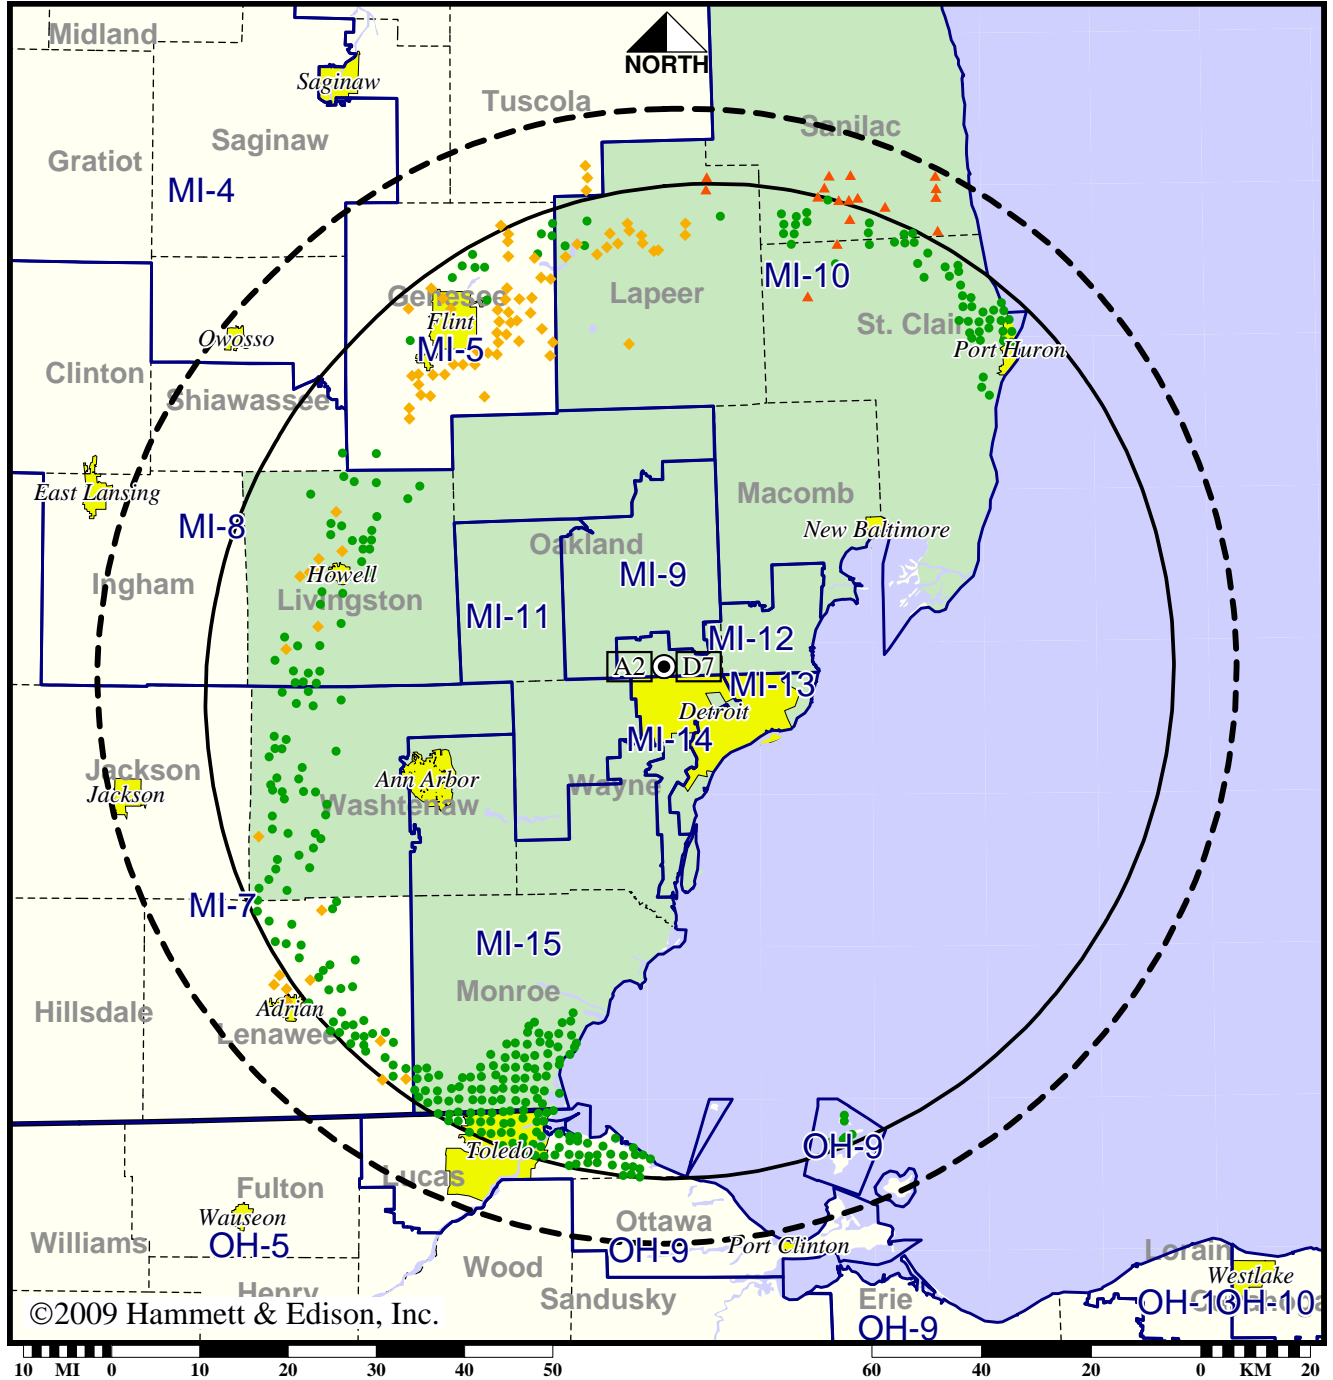 Midland
Saginaw
NORTH
Tuscola
Sanilac
Saginaw
Gratiot
MI-4
MI-10
Genesee
Lapeer
Flint
St. Clair
Owosso
MI-5
Port Huron
Clinton
Shiawassee
East Lansing
Macomb
MI-8
New Baltimore
Oakland
MI-9
Howell
Ingham
Livingston
MI-11
MI-12
A2
D7
MI-13
Detroit
MI-14
Jackson
Ann Arbor
Wayne
Jackson
Washtenaw
MI-7
MI-15
Monroe
Adrian
Hillsdale
Lenawee
Toledo
OH-9
Lucas
Fulton
Wauseon
Ottawa
Williams
OH-5
OH-9
Port Clinton
Lorain
Wood
Westlake
Henry
Sandusky
Erie
OH-13
OH-10
©2009 Hammett & Edison, Inc.
OH-9
10 MI 0 10 20 30 40 50
60 40 20 0 KM 20